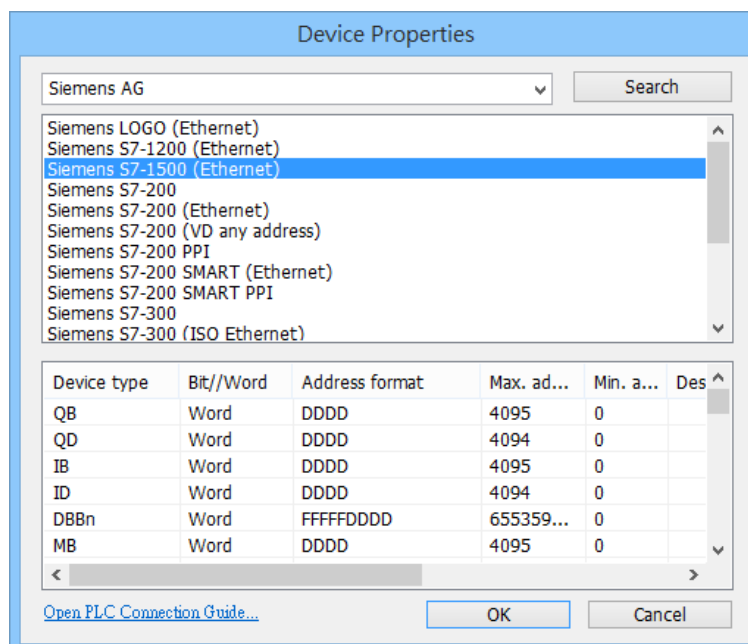 Device Properties
Siemens AG
Search
Siemens LOGO (Ethernet)
Siemens S7-1200 (Ethernet)
Siemens S7-1500 (Ethernet)
Siemens S7-200
Siemens S7-200 (Ethernet)
Siemens S7-200 (VD any address)
Siemens S7-200 PPI
Siemens S7-200 SMART (Ethernet)
Siemens S7-200 SMART PPI
Siemens S7-300
Siemens S7-300 (ISO Ethernet)
Device type Bit//Word Address format Max. ad... Min. a... Des
QB Word DDDD 4095 0
QD Word DDDD 4094 0
IB Word DDDD 4095 0
ID Word DDDD 4094 0
DBBn Word FFFFFDDDD 655359... 0
MB Word DDDD 4095 0
Open PLC Connection Guide... OK Cancel